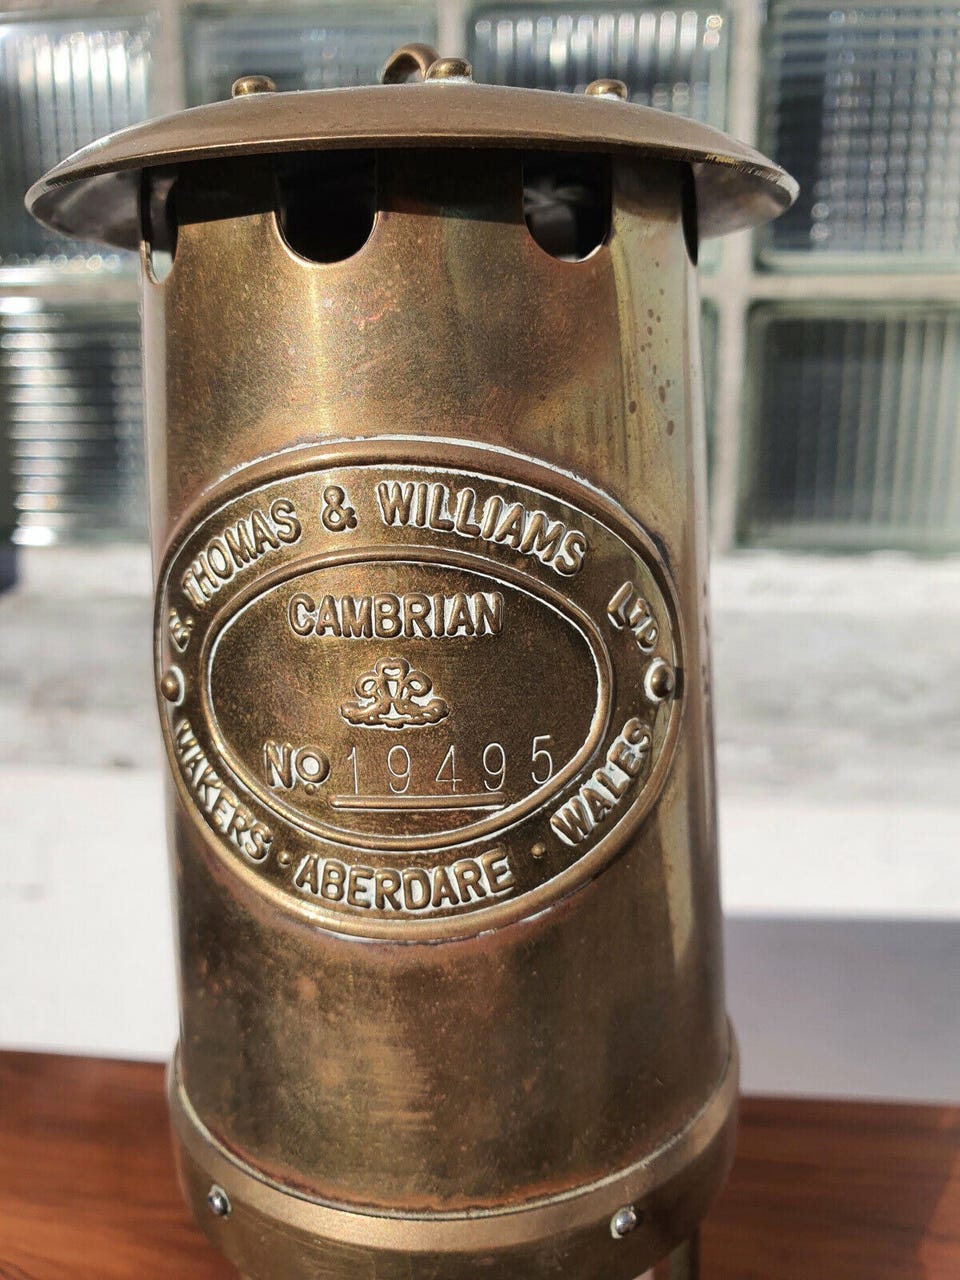 E. THOMAS & WILLIAMS LTD
CAMBRIAN
NO 19495
MAKERS · ABERDARE · WALES